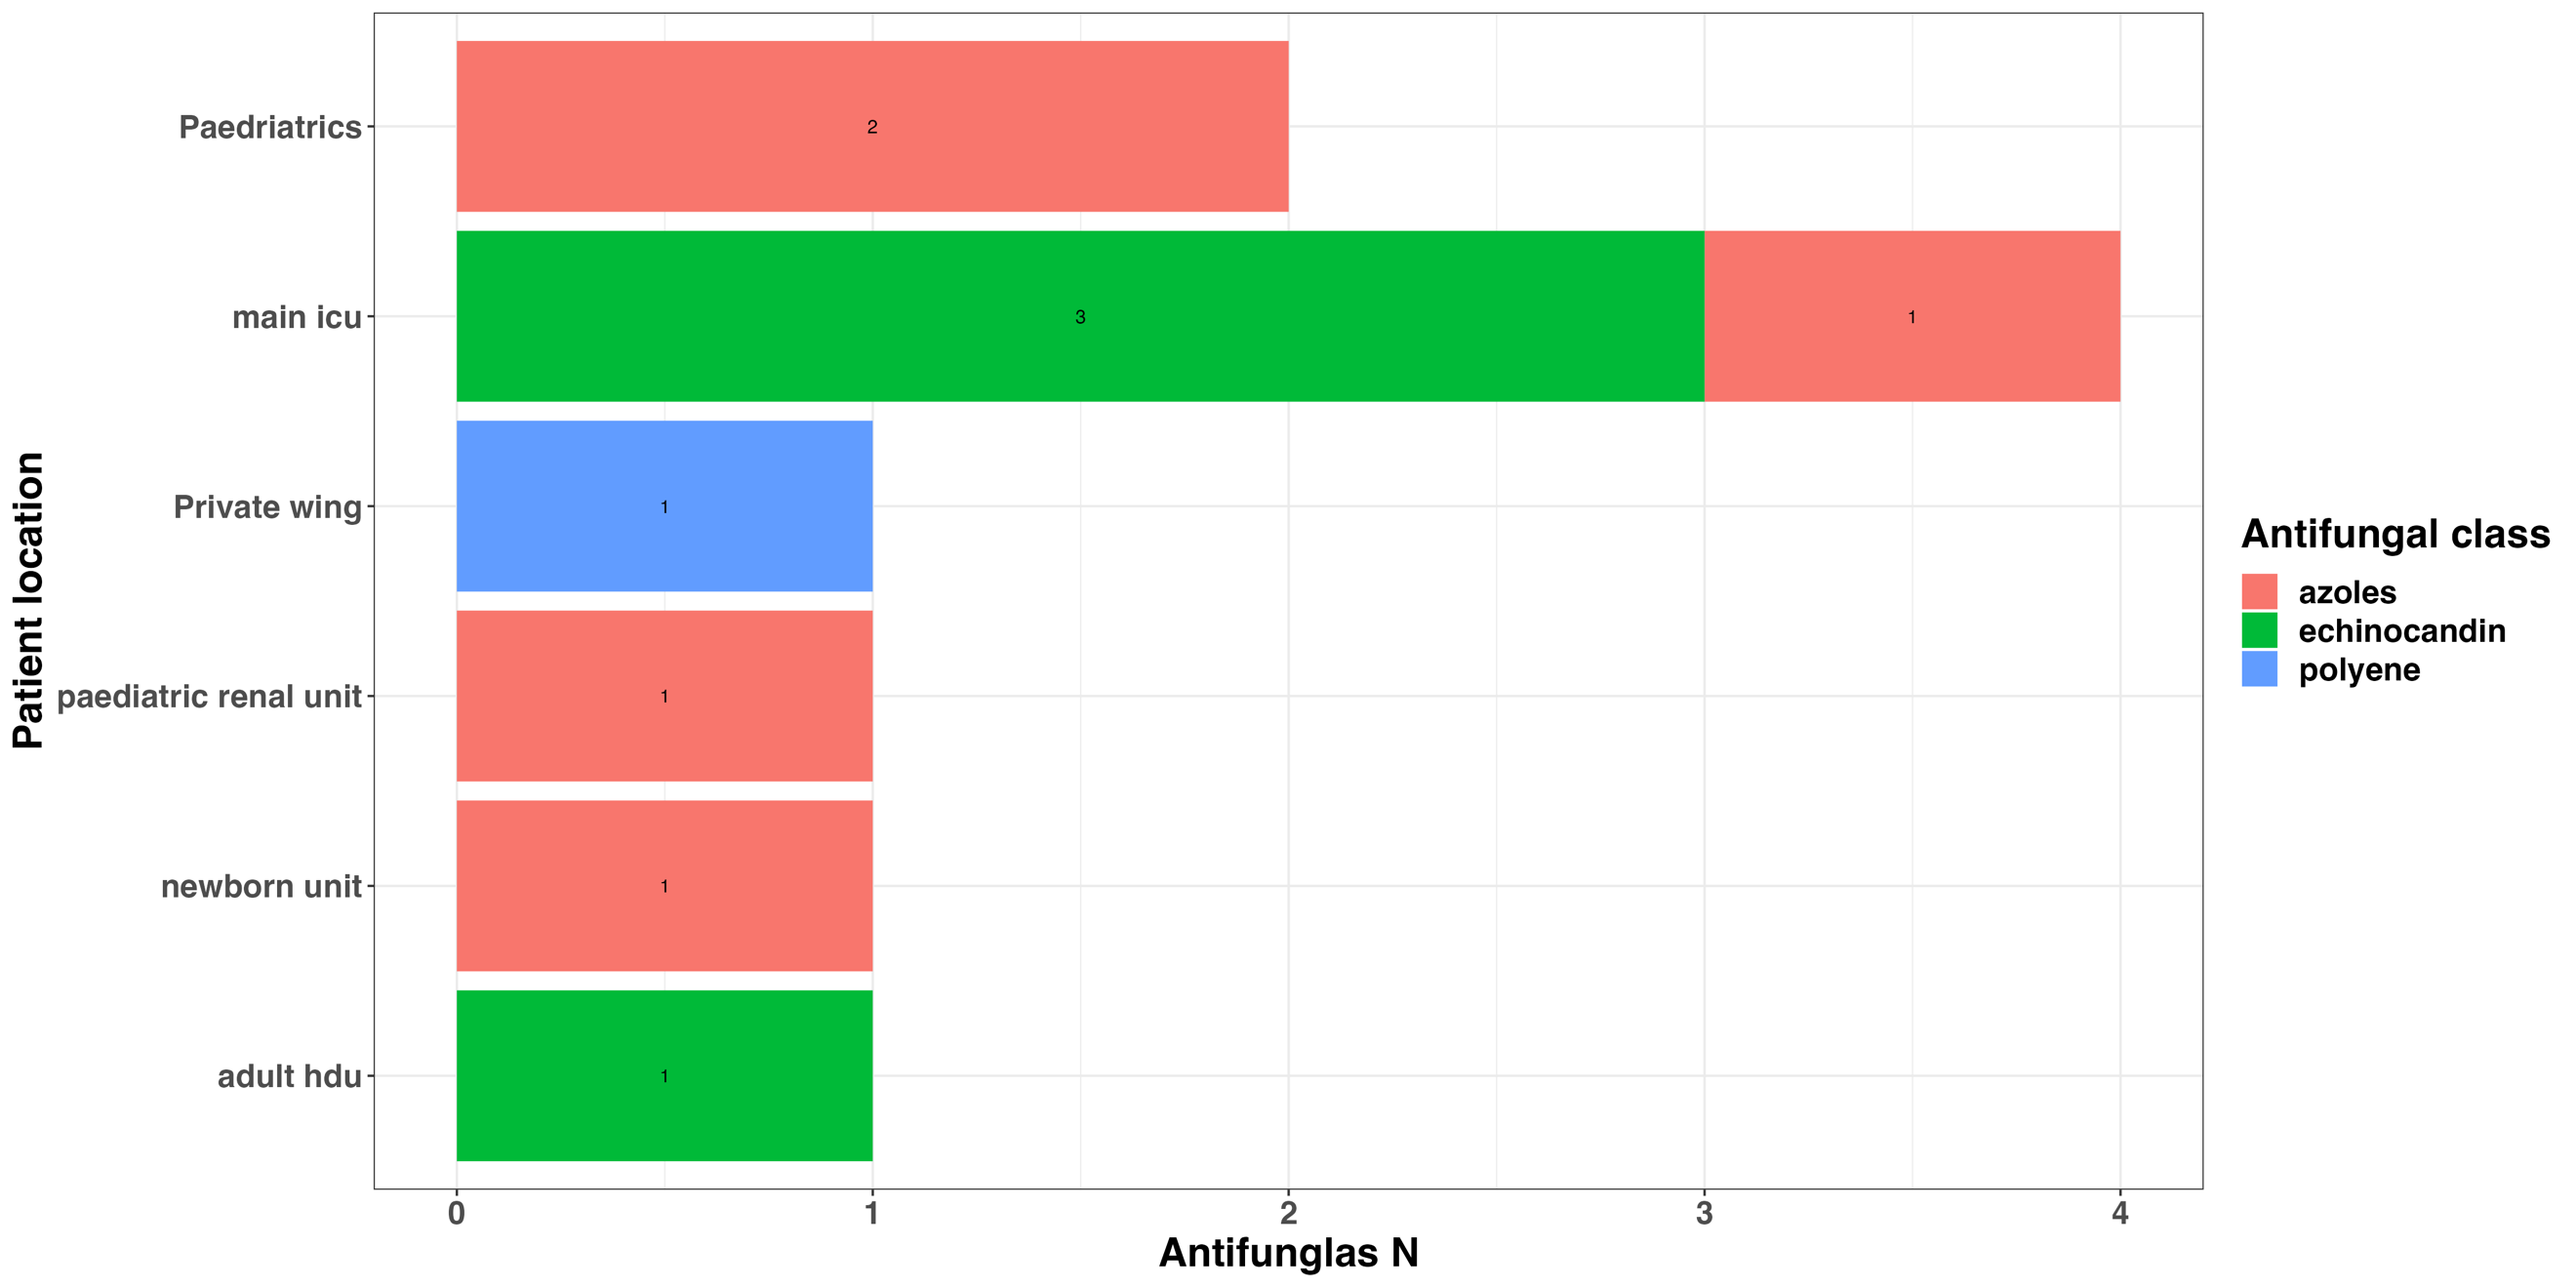 Paedriatrics
2
main icu
3
1
Private wing
1
paediatric renal unit
1
newborn unit
1
adult hdu
1
0
1
2
3
4
Antifunglas N
Patient location
Antifungal class
azoles
echinocandin
polyene